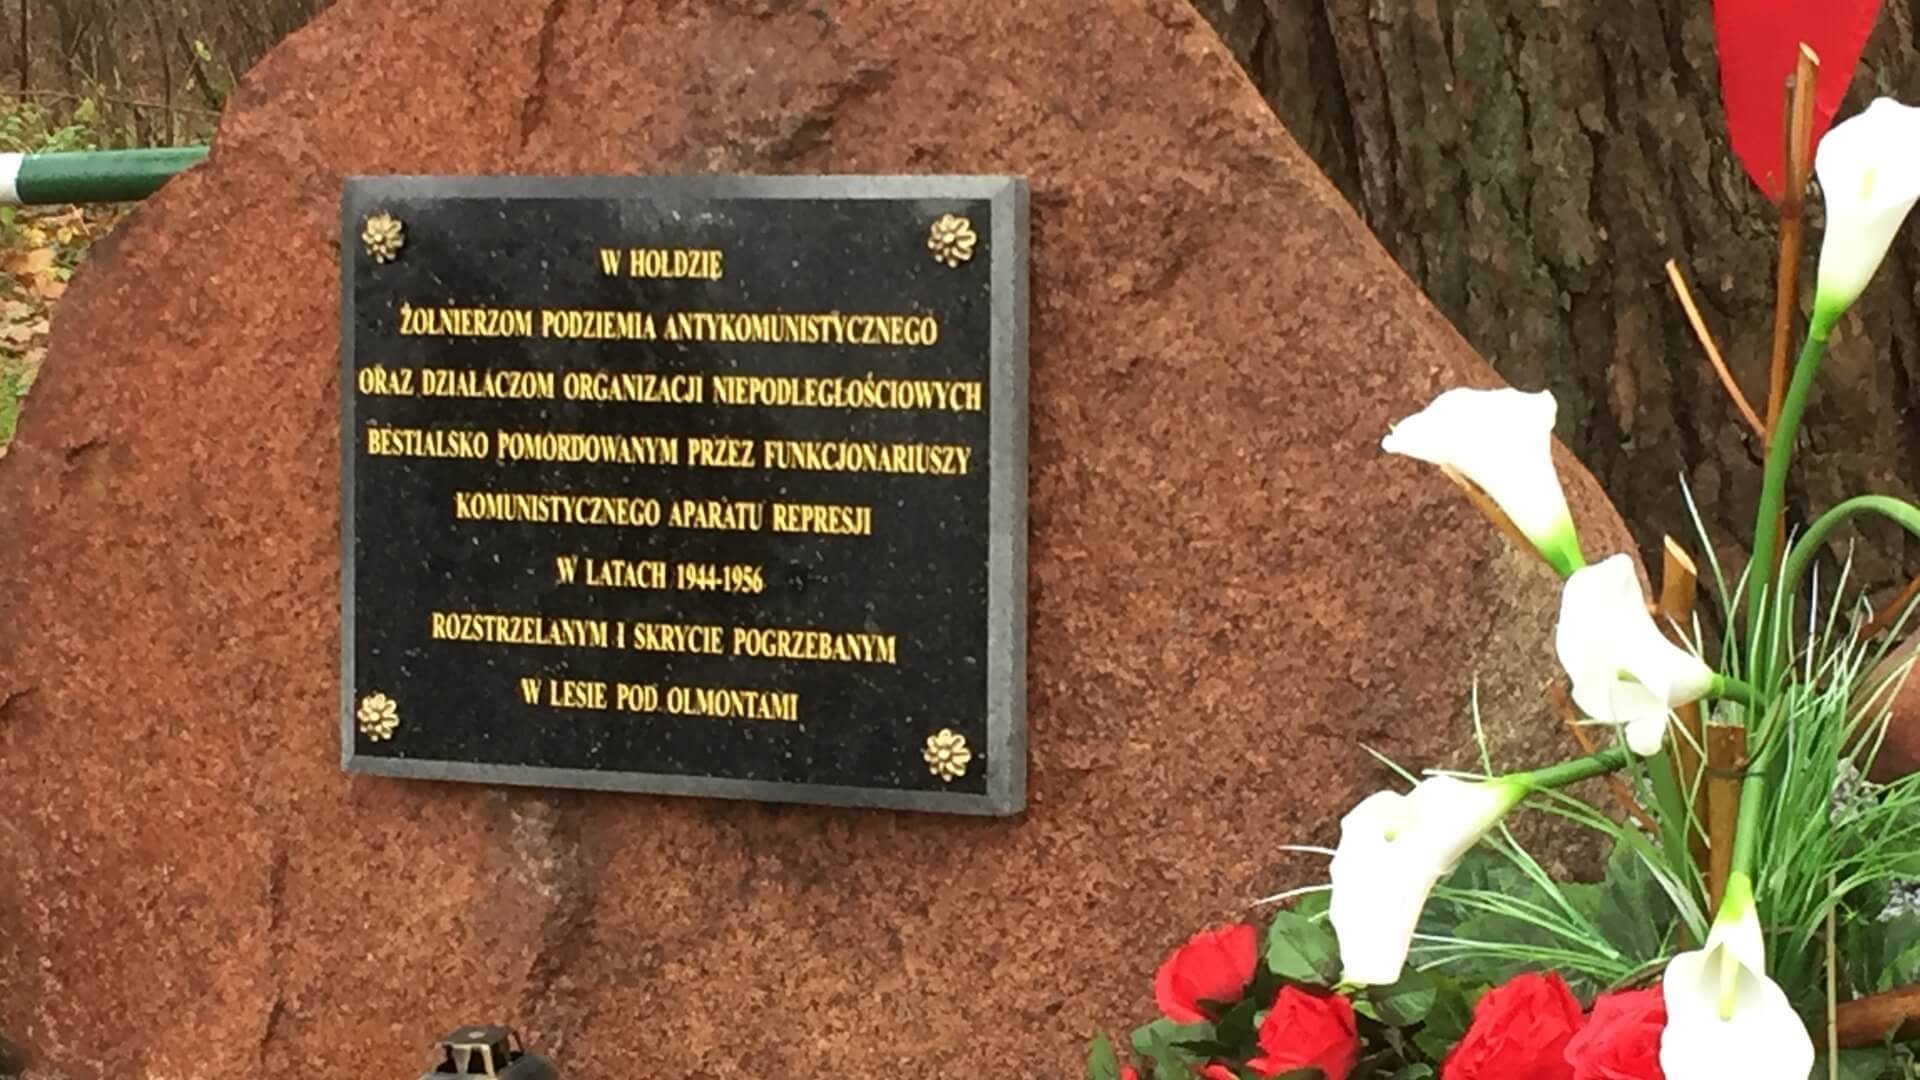 W HOŁDZIE
ŻOŁNIERZOM PODZIEMIA ANTYKOMUNISTYCZNEGO
ORAZ DZIAŁACZOM ORGANIZACJI NIEPODLEGŁOŚCIOWYCH
BESTIALSKO POMORDOWANYM PRZEZ FUNKCJONARIUSZY
KOMUNISTYCZNEGO APARATU REPRESJI
W LATACH 1944-1956
ROZSTRZELANYM I SKRYCIE POGRZEBANYM
W LESIE POD OLMONTAMI